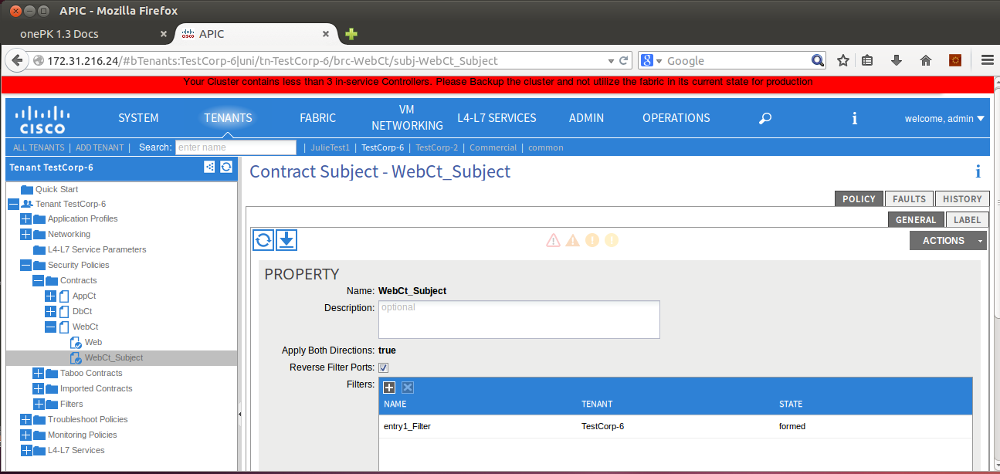 APIC - Mozilla Firefox
onePK 1.3 Docs
APIC
172.31.216.24/#bTenants:TestCorp-6|uni/tn-TestCorp-6/brc-WebCt/subj-WebCt_Subject
Google
Your Cluster contains less than 3 in-service Controllers. Please Backup the cluster and not utilize the fabric in its current state for production
CISCO
SYSTEM TENANTS FABRIC VM NETWORKING L4-L7 SERVICES ADMIN OPERATIONS i welcome, admin
ALL TENANTS | ADD TENANT | Search: enter name | JulieTest1 | TestCorp-6 | TestCorp-2 | Commercial | common
Tenant TestCorp-6
Quick Start
Tenant TestCorp-6
Application Profiles
Networking
L4-L7 Service Parameters
Security Policies
Contracts
AppCt
DbCt
WebCt
Web
WebCt_Subject
Taboo Contracts
Imported Contracts
Filters
Troubleshoot Policies
Monitoring Policies
L4-L7 Services
Contract Subject - WebCt_Subject
i
POLICY FAULTS HISTORY
GENERAL LABEL
ACTIONS
PROPERTY
Name: WebCt_Subject
Description: optional
Apply Both Directions: true
Reverse Filter Ports:
Filters:
NAME TENANT STATE
entry1_Filter TestCorp-6 formed